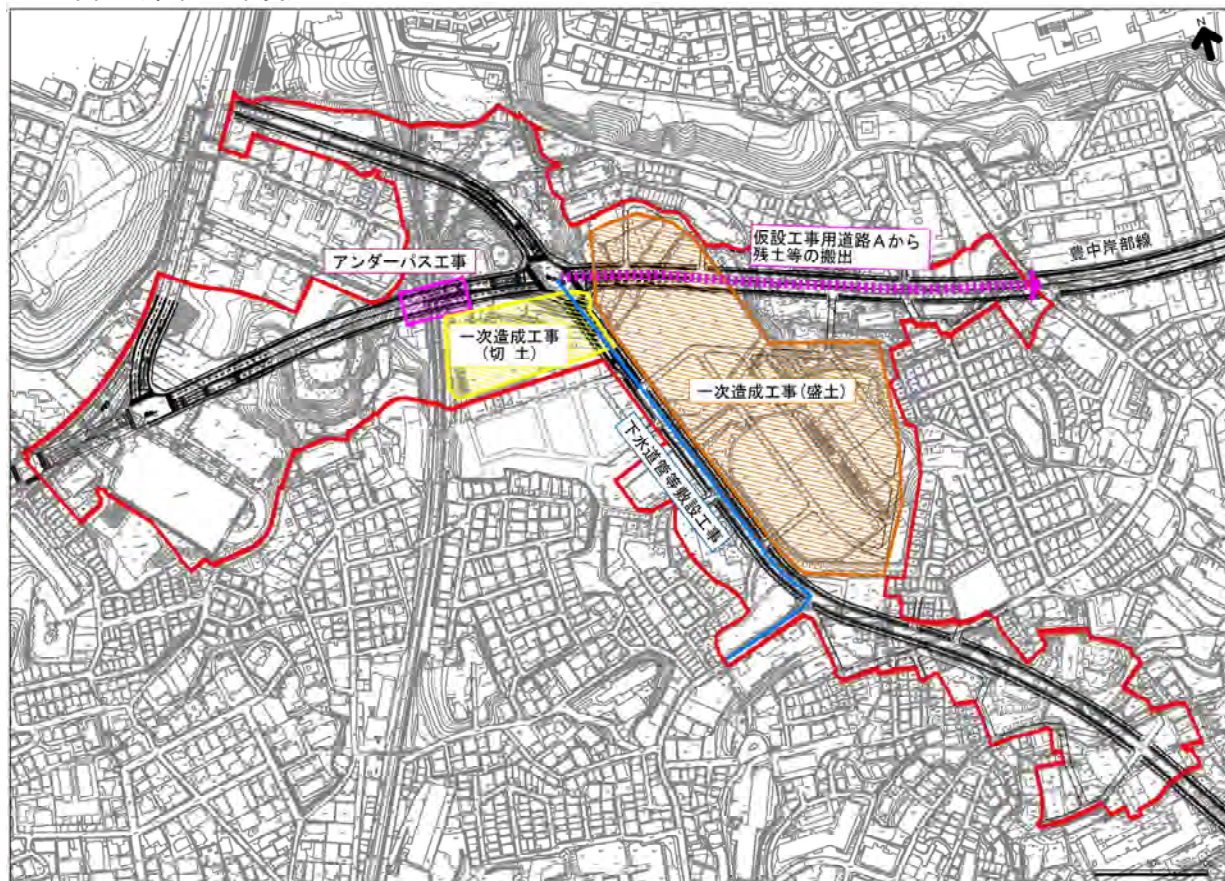 仮設工事用道路Aから
残土等の搬出
豊中岸部線
アンダーパス工事
一次造成工事
(切 土)
一次造成工事(盛土)
下水道管等敷設工事